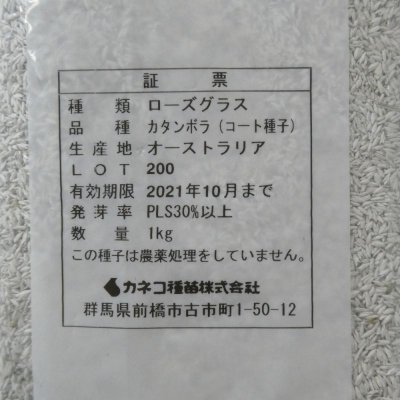 証 票
種 類 ローズグラス
品 種 カタンボラ（コート種子）
生産地 オーストラリア
L O T 200
有効期限 2021年10月まで
発芽率 PLS30%以上
数 量 1kg
この種子は農薬処理をしていません。
カネコ種苗株式会社
群馬県前橋市古市町1-50-12